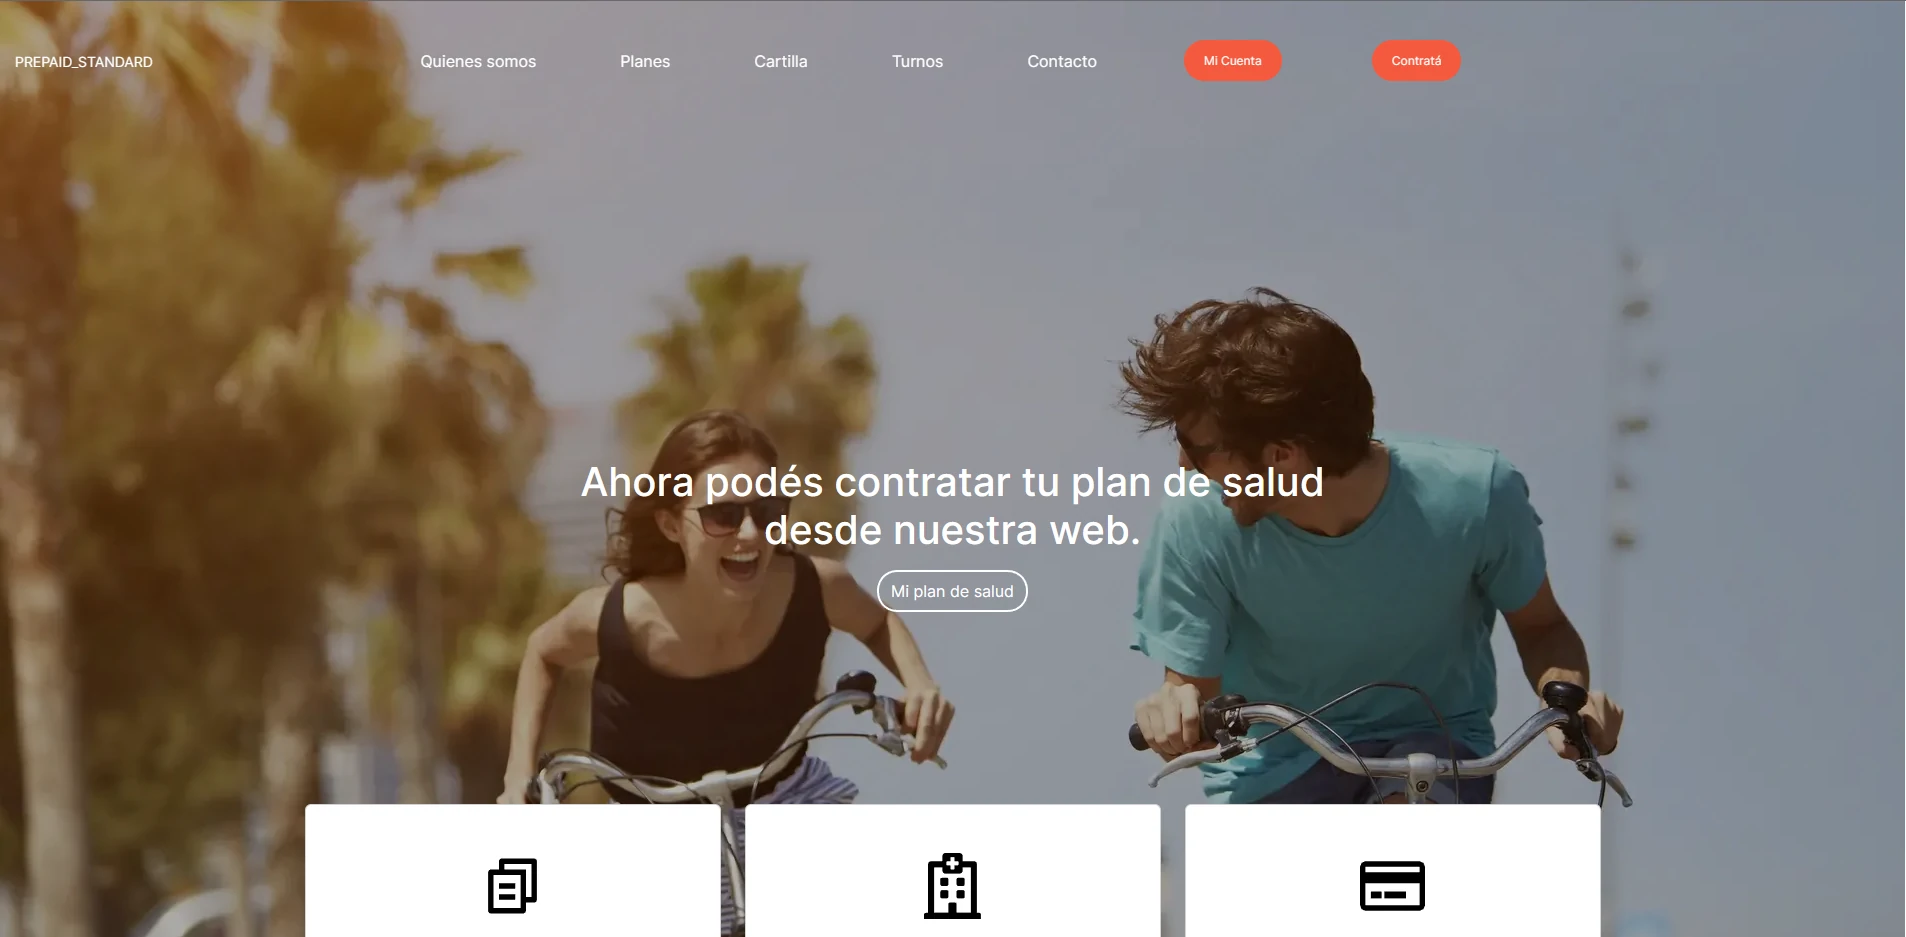 PREPAID_STANDARD
Quienes somos
Planes
Cartilla
Turnos
Contacto
Mi Cuenta
Contratá
Ahora podés contratar tu plan de salud
desde nuestra web.
Mi plan de salud